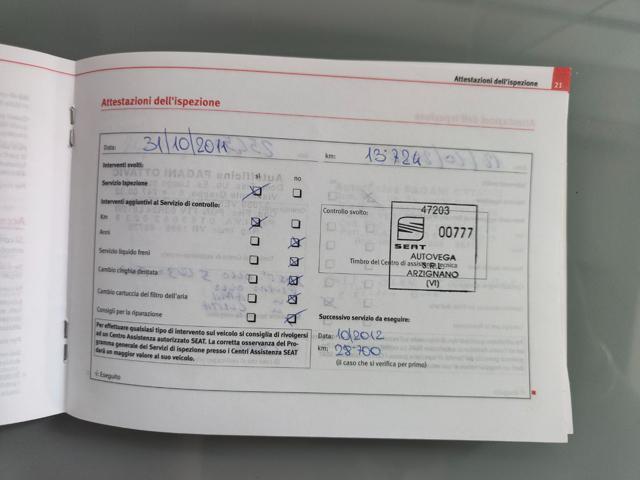 Attestazioni dell'ispezione 21
Attestazioni dell'ispezione
Data: 31/10/2011 km: 13.724
Interventi svolti: sì no
Servizio Ispezione
Interventi aggiuntivi al Servizio di controllo:
Km
Anni
Servizio liquido freni
Cambio cinghia dentata
Cambio cartuccia del filtro dell'aria
Consigli per la riparazione
Controllo svolto:
47203
SEAT 00777
AUTOVEGA
S.R.L.
ARZIGNANO
(VI)
Timbro del Centro di assistenza tecnica
Per effettuare qualsiasi tipo di intervento sul veicolo si consiglia di rivolgersi
ad un Centro Assistenza autorizzato SEAT. La corretta osservanza del Pro-
gramma generale dei Servizi di ispezione presso i Centri Assistenza SEAT
darà un maggior valore al suo veicolo.
Successivo servizio da eseguire:
Data: 10/2012
km: 28700
(il caso che si verifica per primo)
: Eseguito